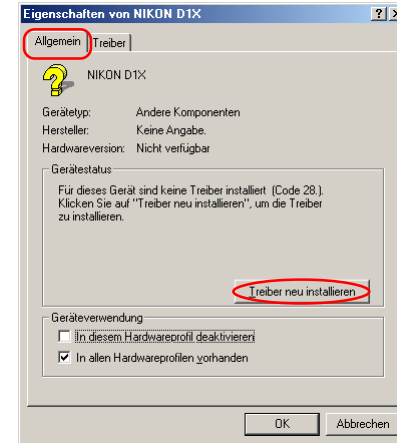 Eigenschaften von NIKON D1X
Allgemein Treiber
NIKON D1X
Gerätetyp: Andere Komponenten
Hersteller: Keine Angabe.
Hardwareversion: Nicht verfügbar
Gerätestatus
Für dieses Gerät sind keine Treiber installiert (Code 28.).
Klicken Sie auf "Treiber neu installieren", um die Treiber
zu installieren.
Treiber neu installieren
Geräteverwendung
In diesem Hardwareprofil deaktivieren
In allen Hardwareprofilen vorhanden
OK Abbrechen